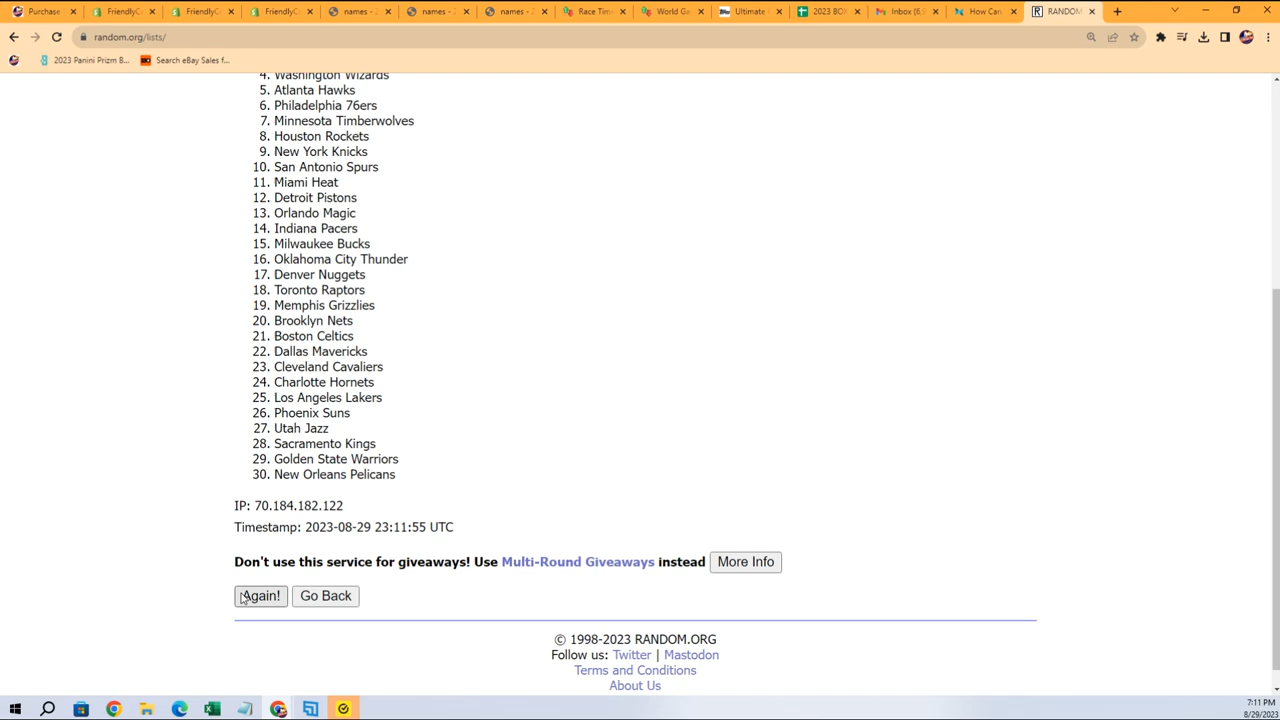 Purchase
FriendlyC
FriendlyC
FriendlyC
names -
names -
names -
Race Tim
World Ga
Ultimate
2023 BO
Inbox (6,
How Can
RANDOM
random.org/lists/
2023 Panini Prizm B...
Search eBay Sales f...
4. Washington Wizards
5. Atlanta Hawks
6. Philadelphia 76ers
7. Minnesota Timberwolves
8. Houston Rockets
9. New York Knicks
10. San Antonio Spurs
11. Miami Heat
12. Detroit Pistons
13. Orlando Magic
14. Indiana Pacers
15. Milwaukee Bucks
16. Oklahoma City Thunder
17. Denver Nuggets
18. Toronto Raptors
19. Memphis Grizzlies
20. Brooklyn Nets
21. Boston Celtics
22. Dallas Mavericks
23. Cleveland Cavaliers
24. Charlotte Hornets
25. Los Angeles Lakers
26. Phoenix Suns
27. Utah Jazz
28. Sacramento Kings
29. Golden State Warriors
30. New Orleans Pelicans
IP: 70.184.182.122
Timestamp: 2023-08-29 23:11:55 UTC
Don't use this service for giveaways! Use Multi-Round Giveaways instead More Info
Again! Go Back
© 1998-2023 RANDOM.ORG
Follow us: Twitter | Mastodon
Terms and Conditions
About Us
7:11 PM
8/29/2023